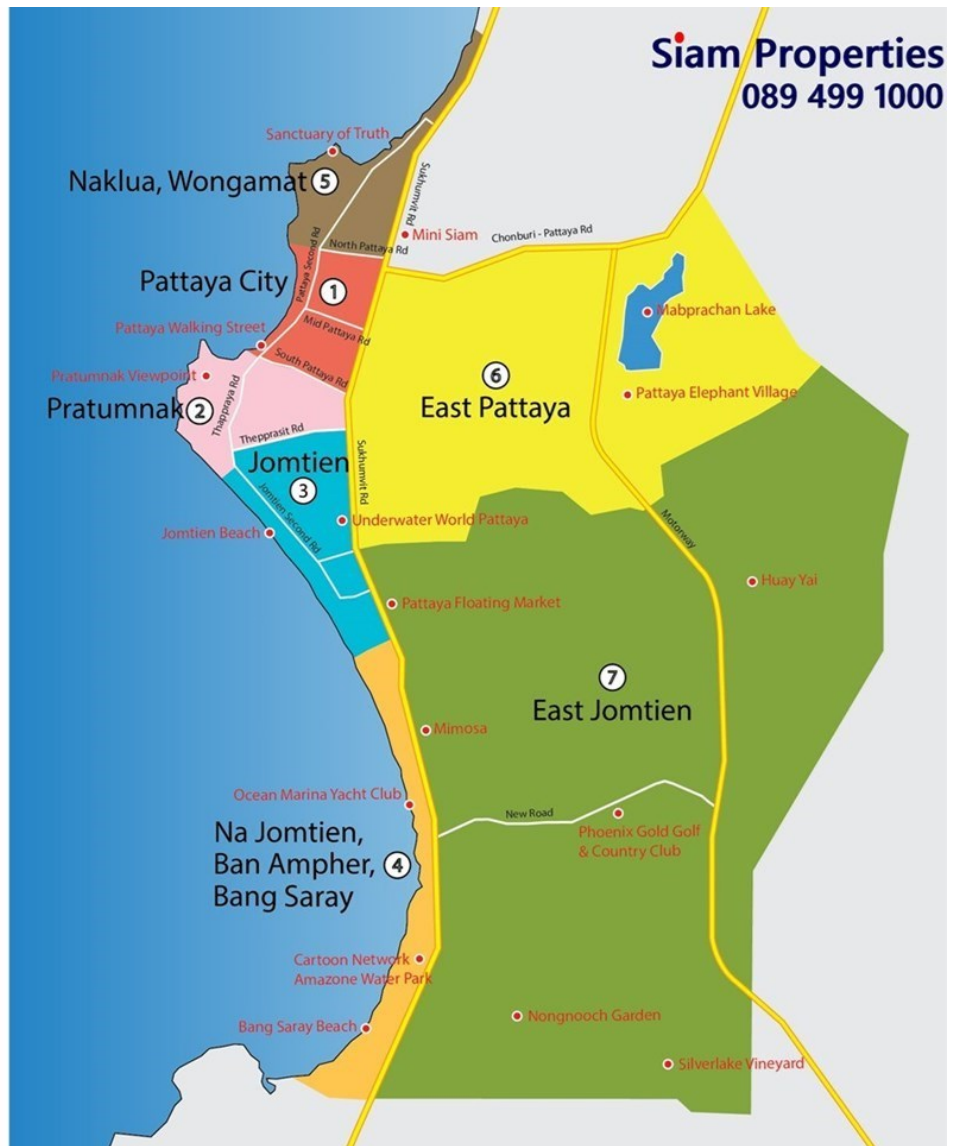 Siam Properties
089 499 1000
Sanctuary of Truth
Naklua, Wongamat 5
Sukhumvit Rd
Mini Siam
Chonburi - Pattaya Rd
North Pattaya Rd
Pattaya Second Rd
Pattaya City
1
Mabprachan Lake
Mid Pattaya Rd
Pattaya Walking Street
South Pattaya Rd
Pratumnak Viewpoint
6
East Pattaya
Pattaya Elephant Village
Pratumnak 2
Thappraya Rd
Thepprasit Rd
Jomtien
3
Sukhumvit Rd
Jomtien Second Rd
Underwater World Pattaya
Jomtien Beach
Motorway
Huay Yai
Pattaya Floating Market
7
East Jomtien
Mimosa
Ocean Marina Yacht Club
New Road
Phoenix Gold Golf
& Country Club
Na Jomtien,
Ban Ampher,
Bang Saray
4
Cartoon Network
Amazone Water Park
Bang Saray Beach
Nongnooch Garden
Silverlake Vineyard